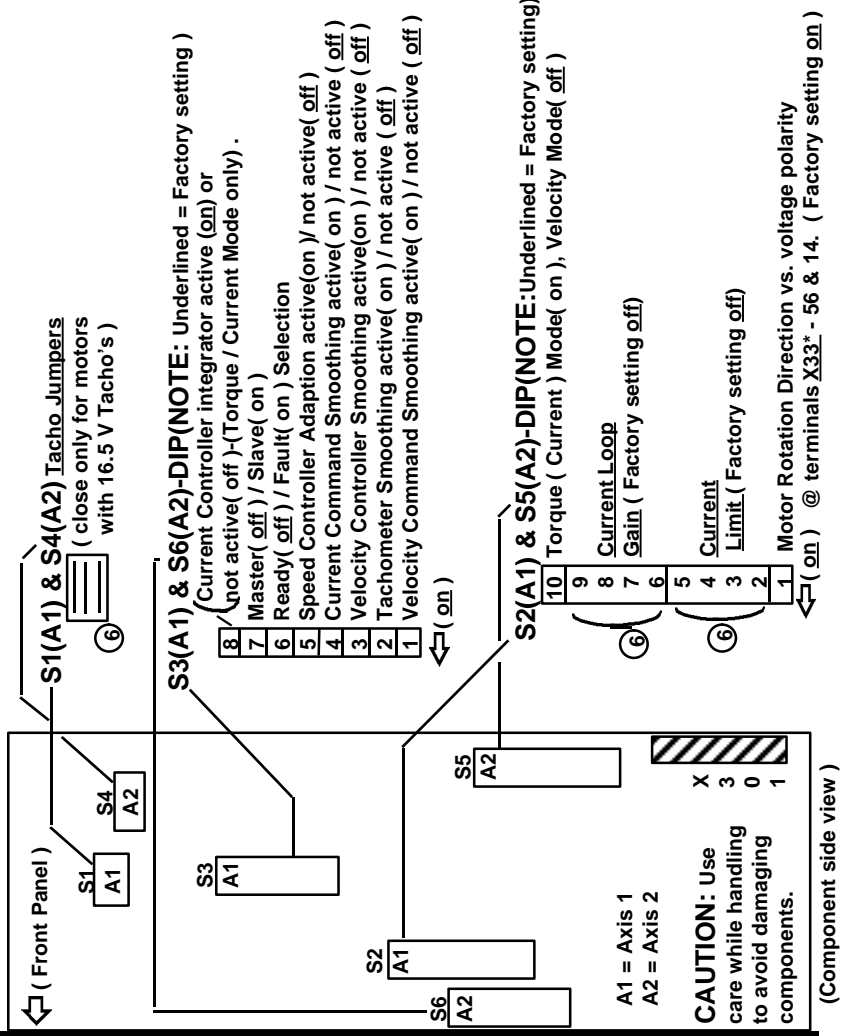 ( Front Panel )
S1
A1
S4
A2
S3
A1
S2
A1
S6
A2
S5
A2
X301
A1 = Axis 1
A2 = Axis 2
CAUTION: Use
care while handling
to avoid damaging
components.
(Component side view )
S1(A1) & S4(A2) Tacho Jumpers
( close only for motors
with 16.5 V Tacho's )
6
S3(A1) & S6(A2)-DIP(NOTE: Underlined = Factory setting )
Current Controller integrator active (on) or
8 not active( off )-(Torque / Current Mode only) .
7 Master( off ) / Slave( on )
6 Ready( off ) / Fault( on ) Selection
5 Speed Controller Adaption active(on )/ not active( off )
4 Current Command Smoothing active( on ) / not active ( off )
3 Velocity Controller Smoothing active(on ) / not active ( off )
2 Tachometer Smoothing active( on ) / not active ( off )
1 Velocity Command Smoothing active( on ) / not active ( off )
( on )
S2(A1) & S5(A2)-DIP(NOTE:Underlined = Factory setting)
10 Torque ( Current ) Mode( on ), Velocity Mode( off )
9
8 Current Loop
7 Gain ( Factory setting off)
6
6
5
4 Current
3 Limit ( Factory setting off)
2
6
1 Motor Rotation Direction vs. voltage polarity
( on ) @ terminals X33* - 56 & 14. ( Factory setting on )